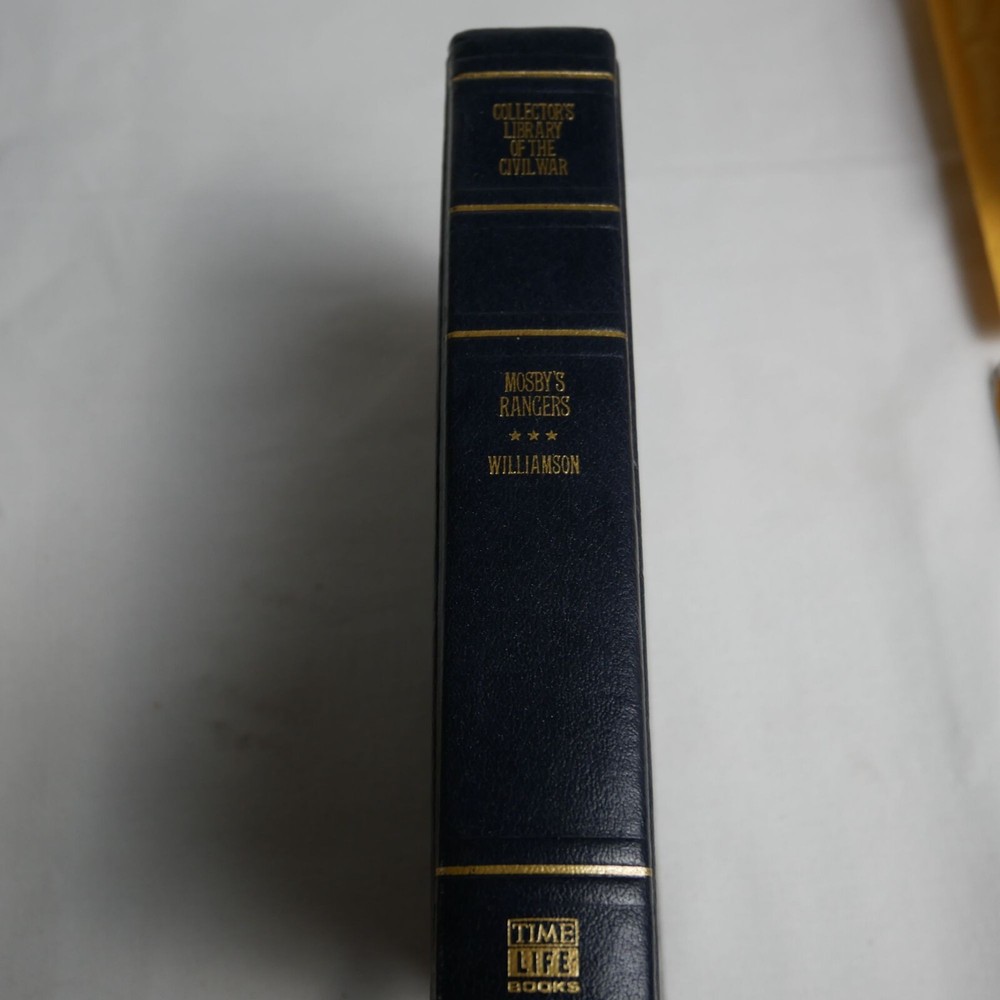 COLLECTOR'S
LIBRARY
OF THE
CIVIL WAR
MOSBY'S
RANGERS
★ ★ ★
WILLIAMSON
TIME
LIFE
BOOKS